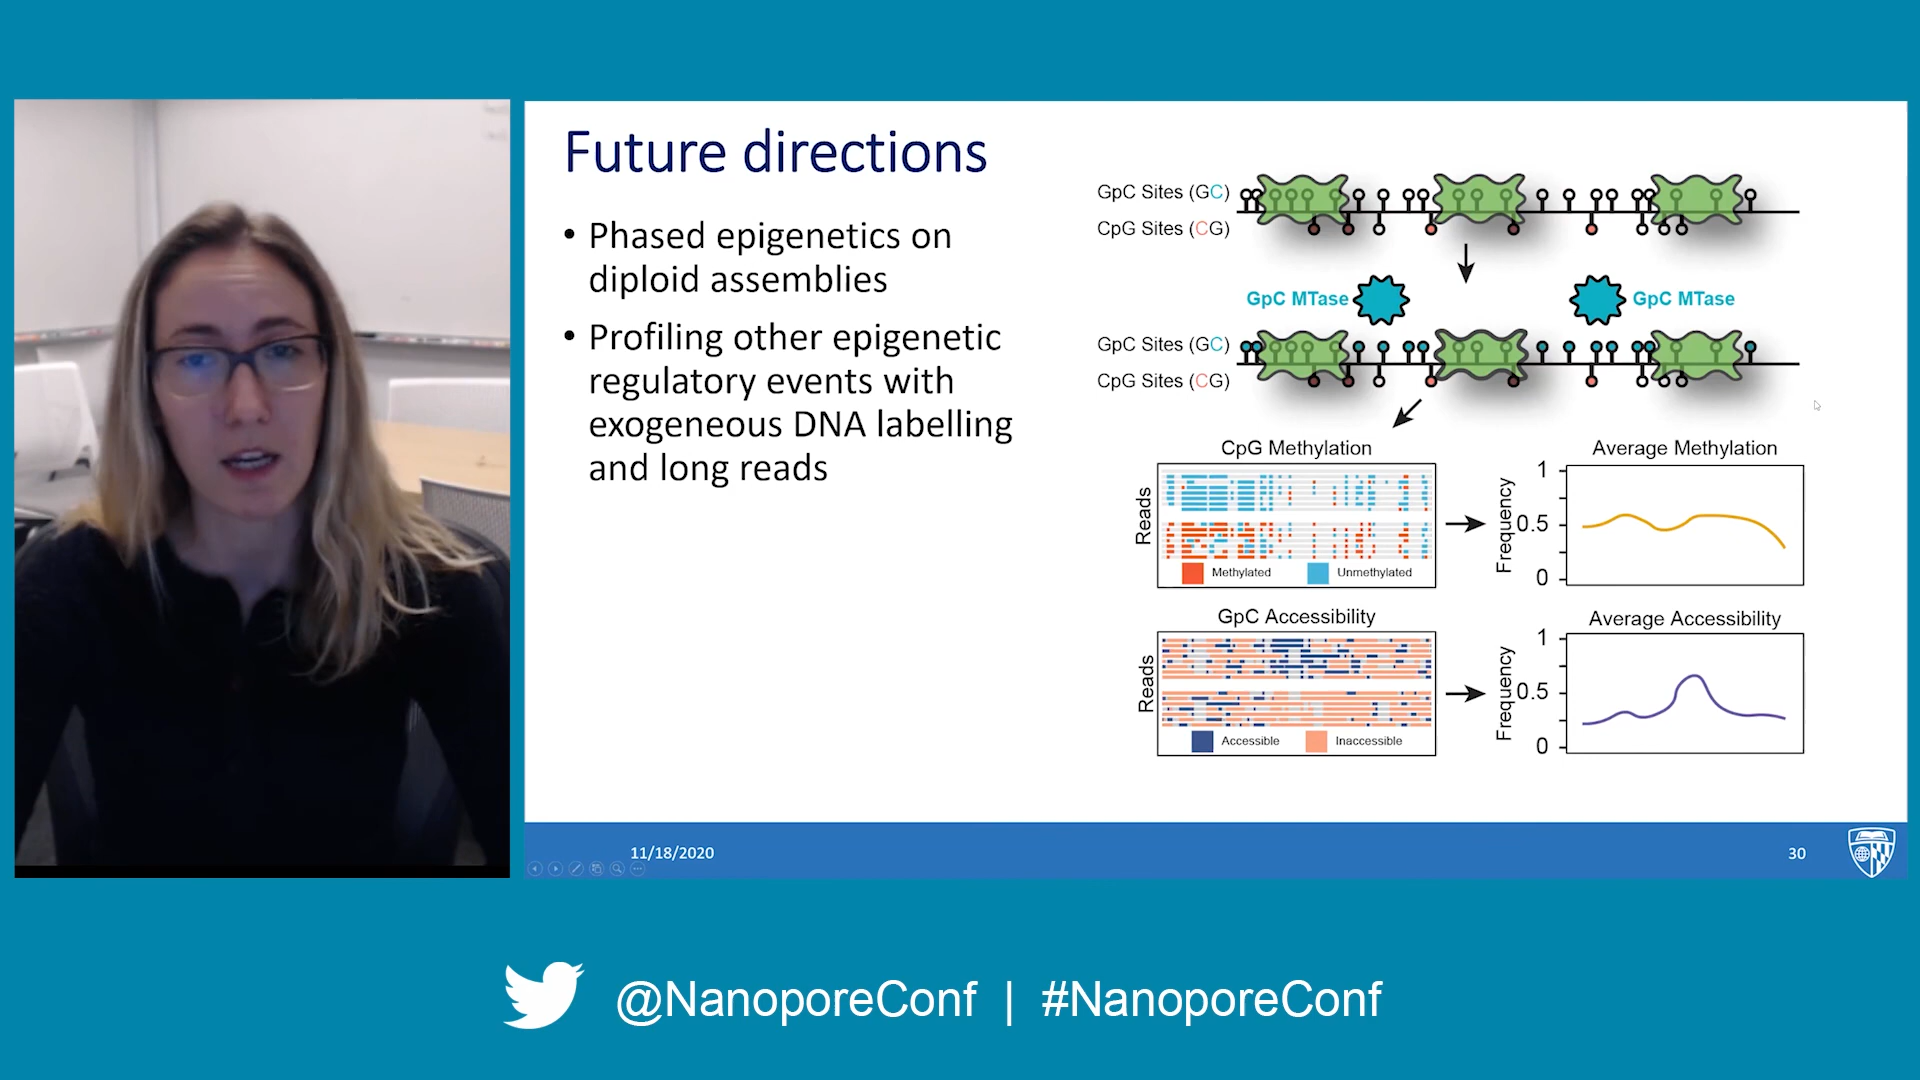 Future directions
• Phased epigenetics on
diploid assemblies
• Profiling other epigenetic
regulatory events with
exogeneous DNA labelling
and long reads
GpC Sites (GC)
CpG Sites (CG)
GpC MTase
GpC MTase
GpC Sites (GC)
CpG Sites (CG)
CpG Methylation
Reads
Methylated
Unmethylated
Average Methylation
Frequency
1
0.5
0
GpC Accessibility
Reads
Accessible
Inaccessible
Average Accessibility
Frequency
1
0.5
0
11/18/2020
30
@NanoporeConf | #NanoporeConf